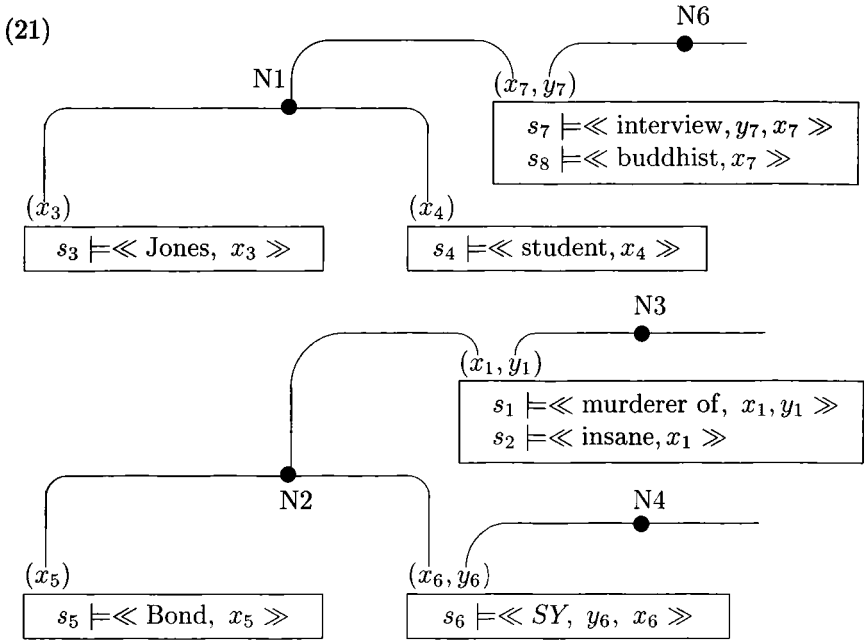 (21)
N6
N1
(x₇, y₇)
s₇ ⊨≪ interview, y₇, x₇ ≫
s₈ ⊨≪ buddhist, x₇ ≫
(x₃)
(x₄)
s₃ ⊨≪ Jones, x₃ ≫
s₄ ⊨≪ student, x₄ ≫
N3
(x₁, y₁)
s₁ ⊨≪ murderer of, x₁, y₁ ≫
s₂ ⊨≪ insane, x₁ ≫
N2
N4
(x₅)
(x₆, y₆)
s₅ ⊨≪ Bond, x₅ ≫
s₆ ⊨≪ SY, y₆, x₆ ≫